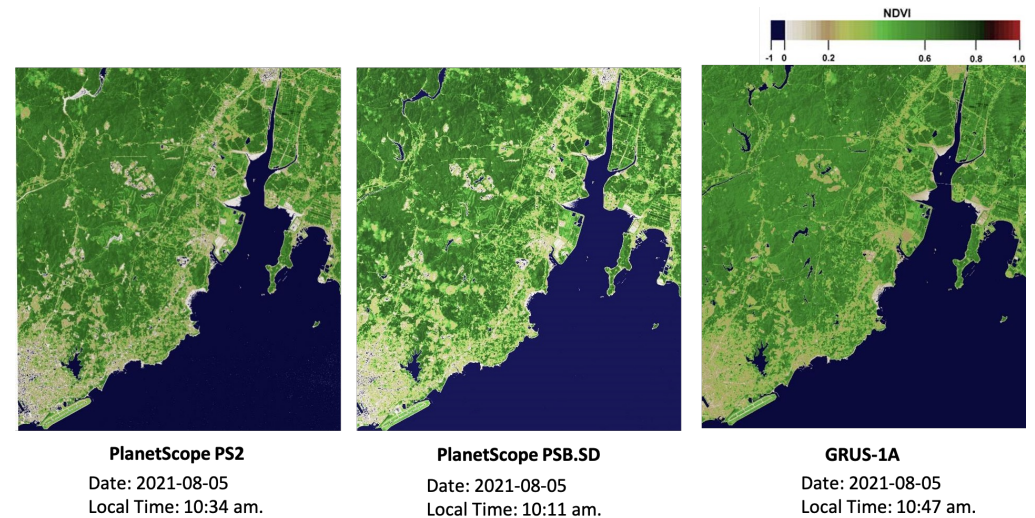 NDVI
-1 0 0.2 0.6 0.8 1.0
PlanetScope PS2
Date: 2021-08-05
Local Time: 10:34 am.
PlanetScope PSB.SD
Date: 2021-08-05
Local Time: 10:11 am.
GRUS-1A
Date: 2021-08-05
Local Time: 10:47 am.